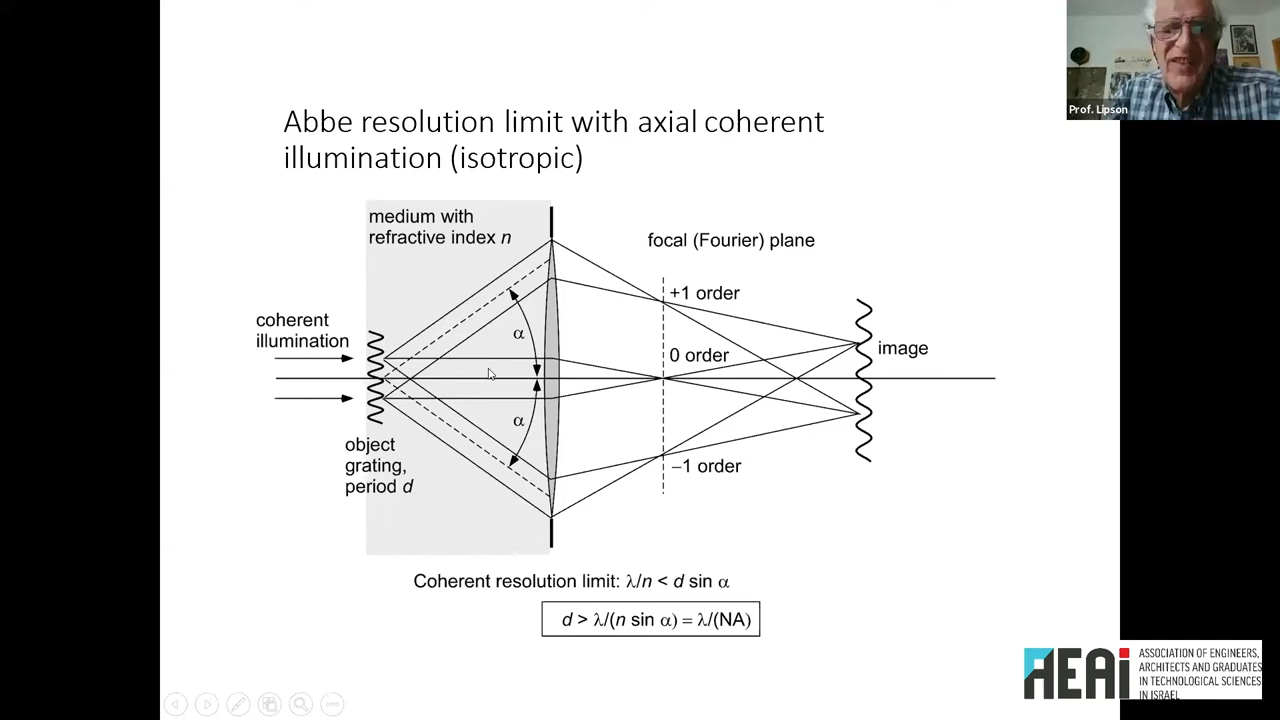 Prof. Lipson
Abbe resolution limit with axial coherent
illumination (isotropic)
medium with
refractive index n
focal (Fourier) plane
+1 order
coherent
illumination
α
0 order
image
α
object
grating,
period d
−1 order
Coherent resolution limit: λ/n < d sin α
d > λ/(n sin α) = λ/(NA)
AEAi
ASSOCIATION OF ENGINEERS,
ARCHITECTS AND GRADUATES
IN TECHNOLOGICAL SCIENCES
IN ISRAEL